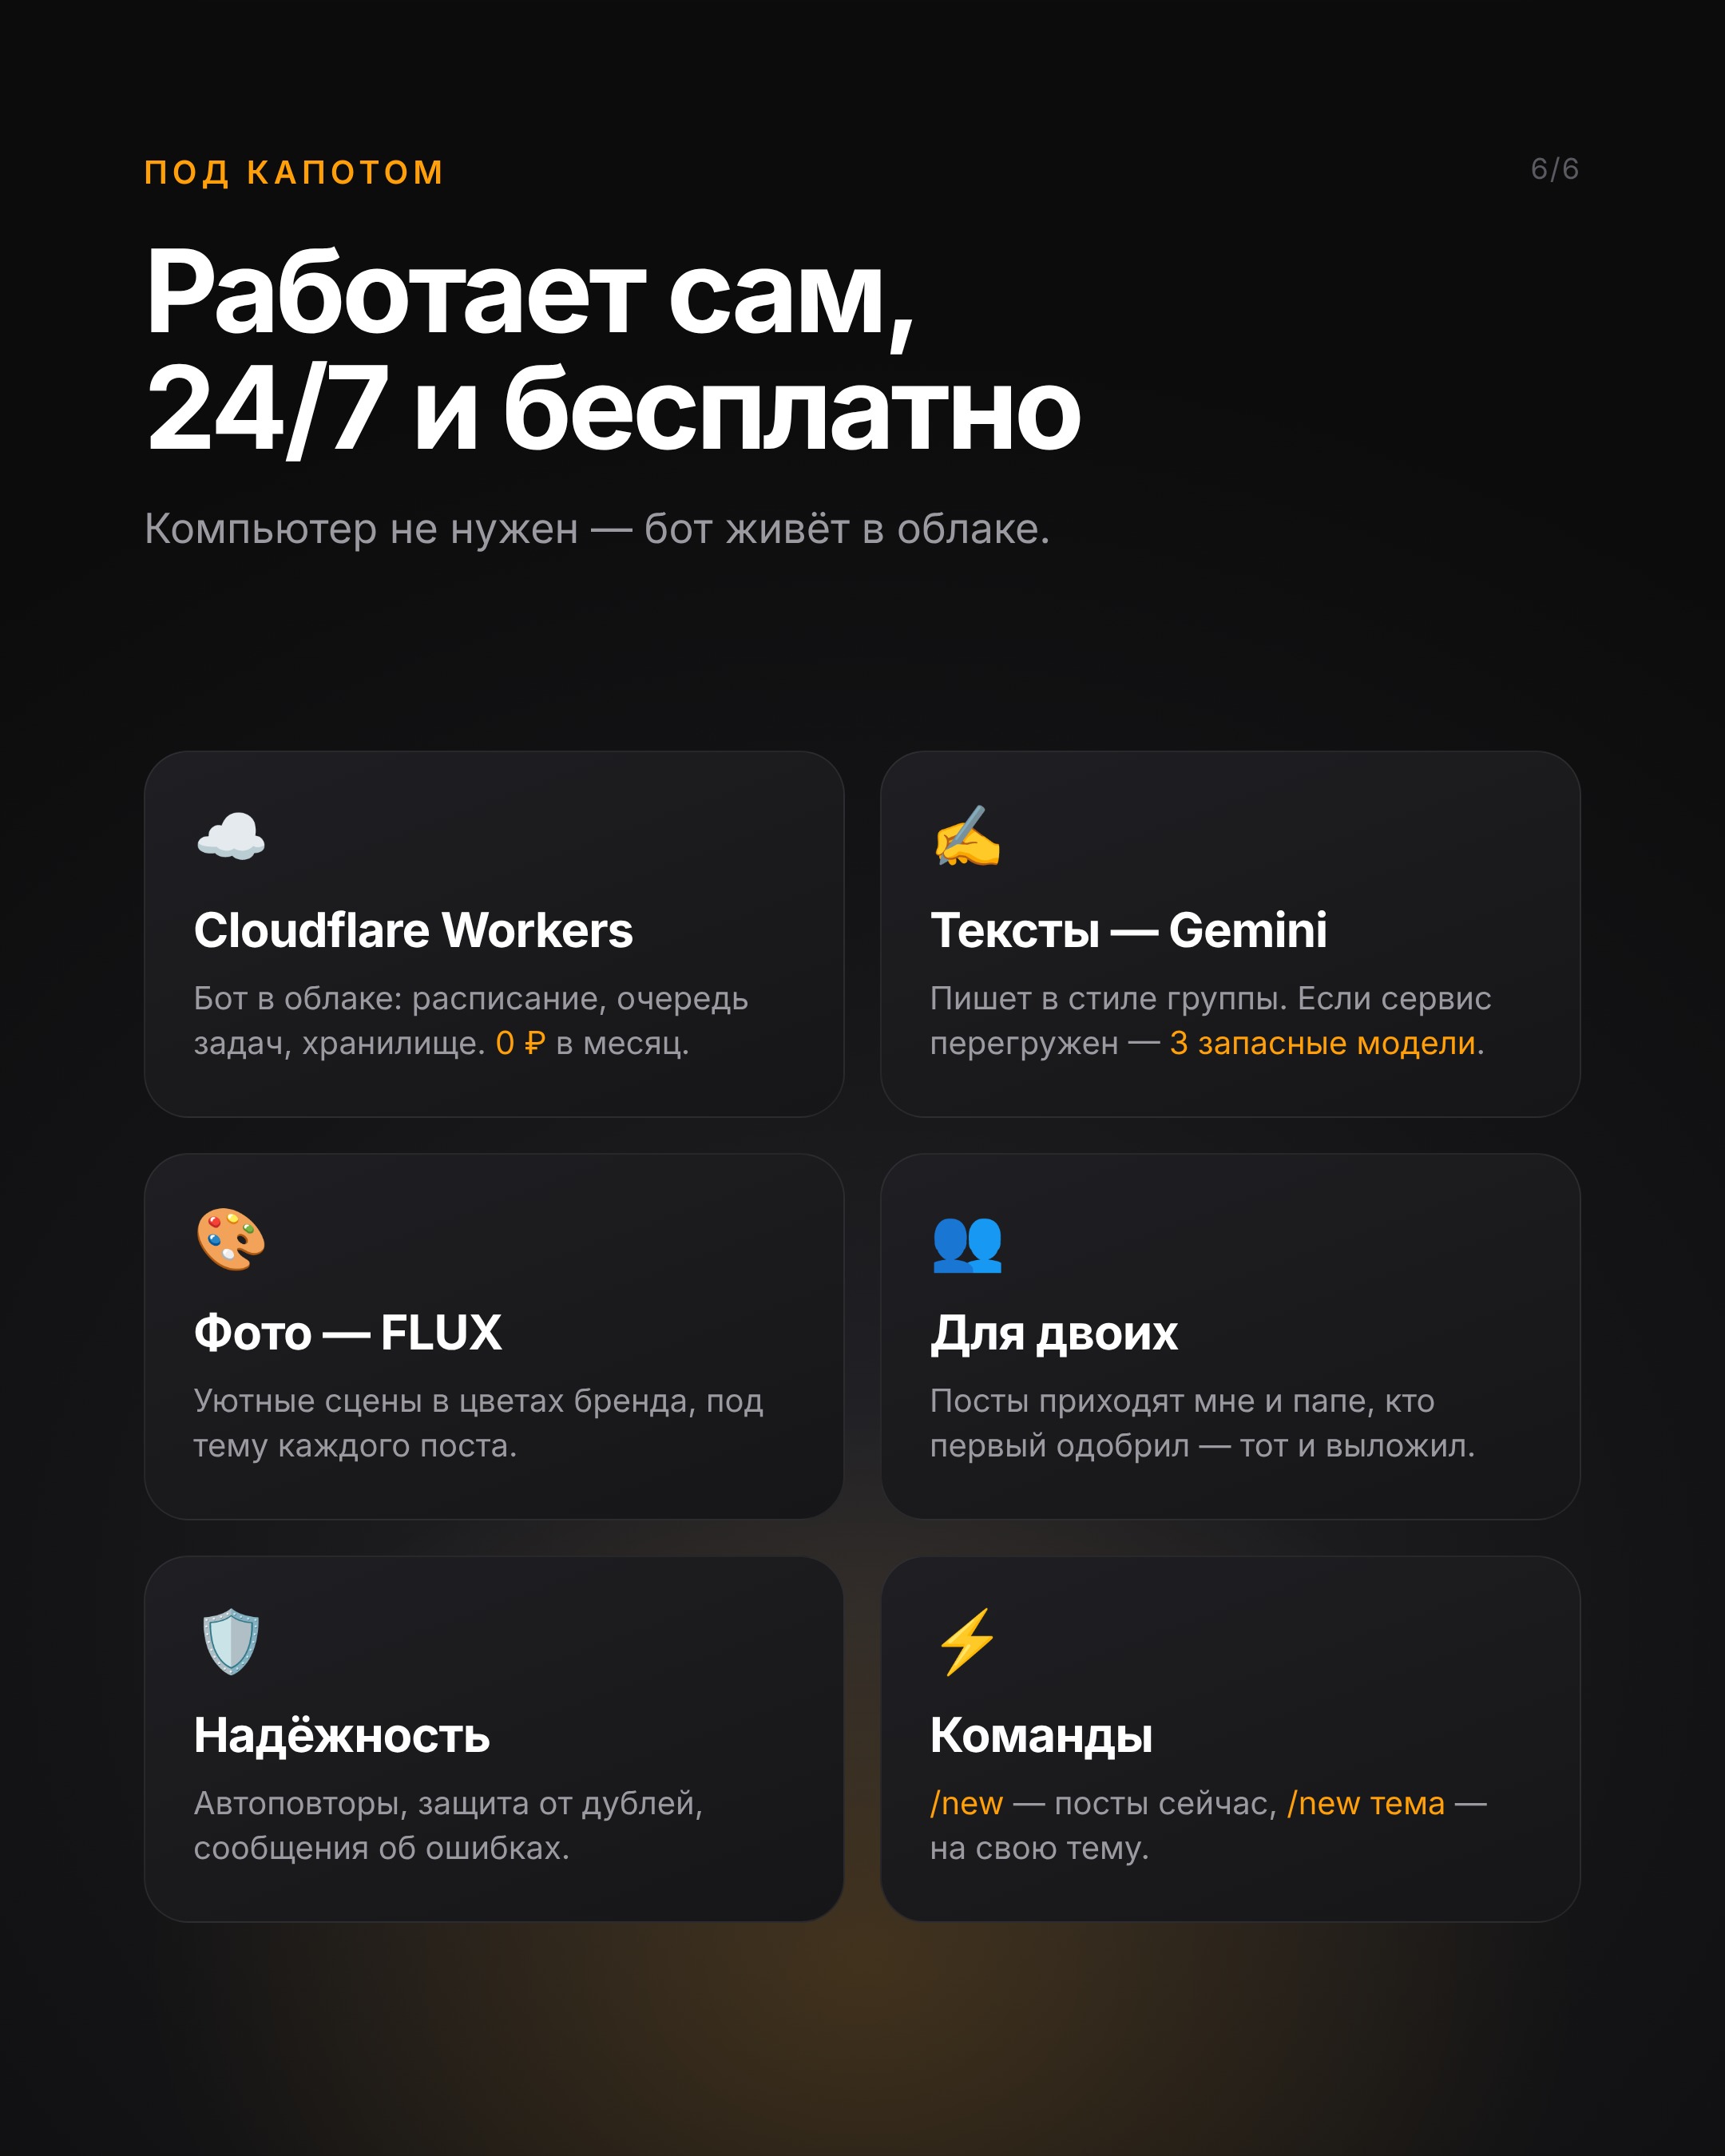 ПОД КАПОТОМ
6/6
Работает сам,
24/7 и бесплатно
Компьютер не нужен — бот живёт в облаке.
Cloudflare Workers
Бот в облаке: расписание, очередь
задач, хранилище. 0 ₽ в месяц.
Тексты — Gemini
Пишет в стиле группы. Если сервис
перегружен — 3 запасные модели.
Фото — FLUX
Уютные сцены в цветах бренда, под
тему каждого поста.
Для двоих
Посты приходят мне и папе, кто
первый одобрил — тот и выложил.
Надёжность
Автоповторы, защита от дублей,
сообщения об ошибках.
Команды
/new — посты сейчас, /new тема —
на свою тему.